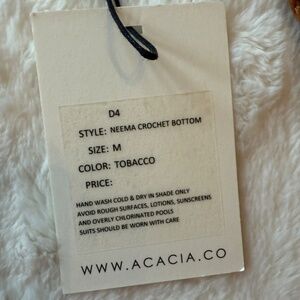 D4
STYLE: NEEMA CROCHET BOTTOM
SIZE: M
COLOR: TOBACCO
PRICE:
HAND WASH COLD & DRY IN SHADE ONLY
AVOID ROUGH SURFACES, LOTIONS, SUNSCREENS
AND OVERLY CHLORINATED POOLS
SUITS SHOULD BE WORN WITH CARE
WWW.ACACIA.CO